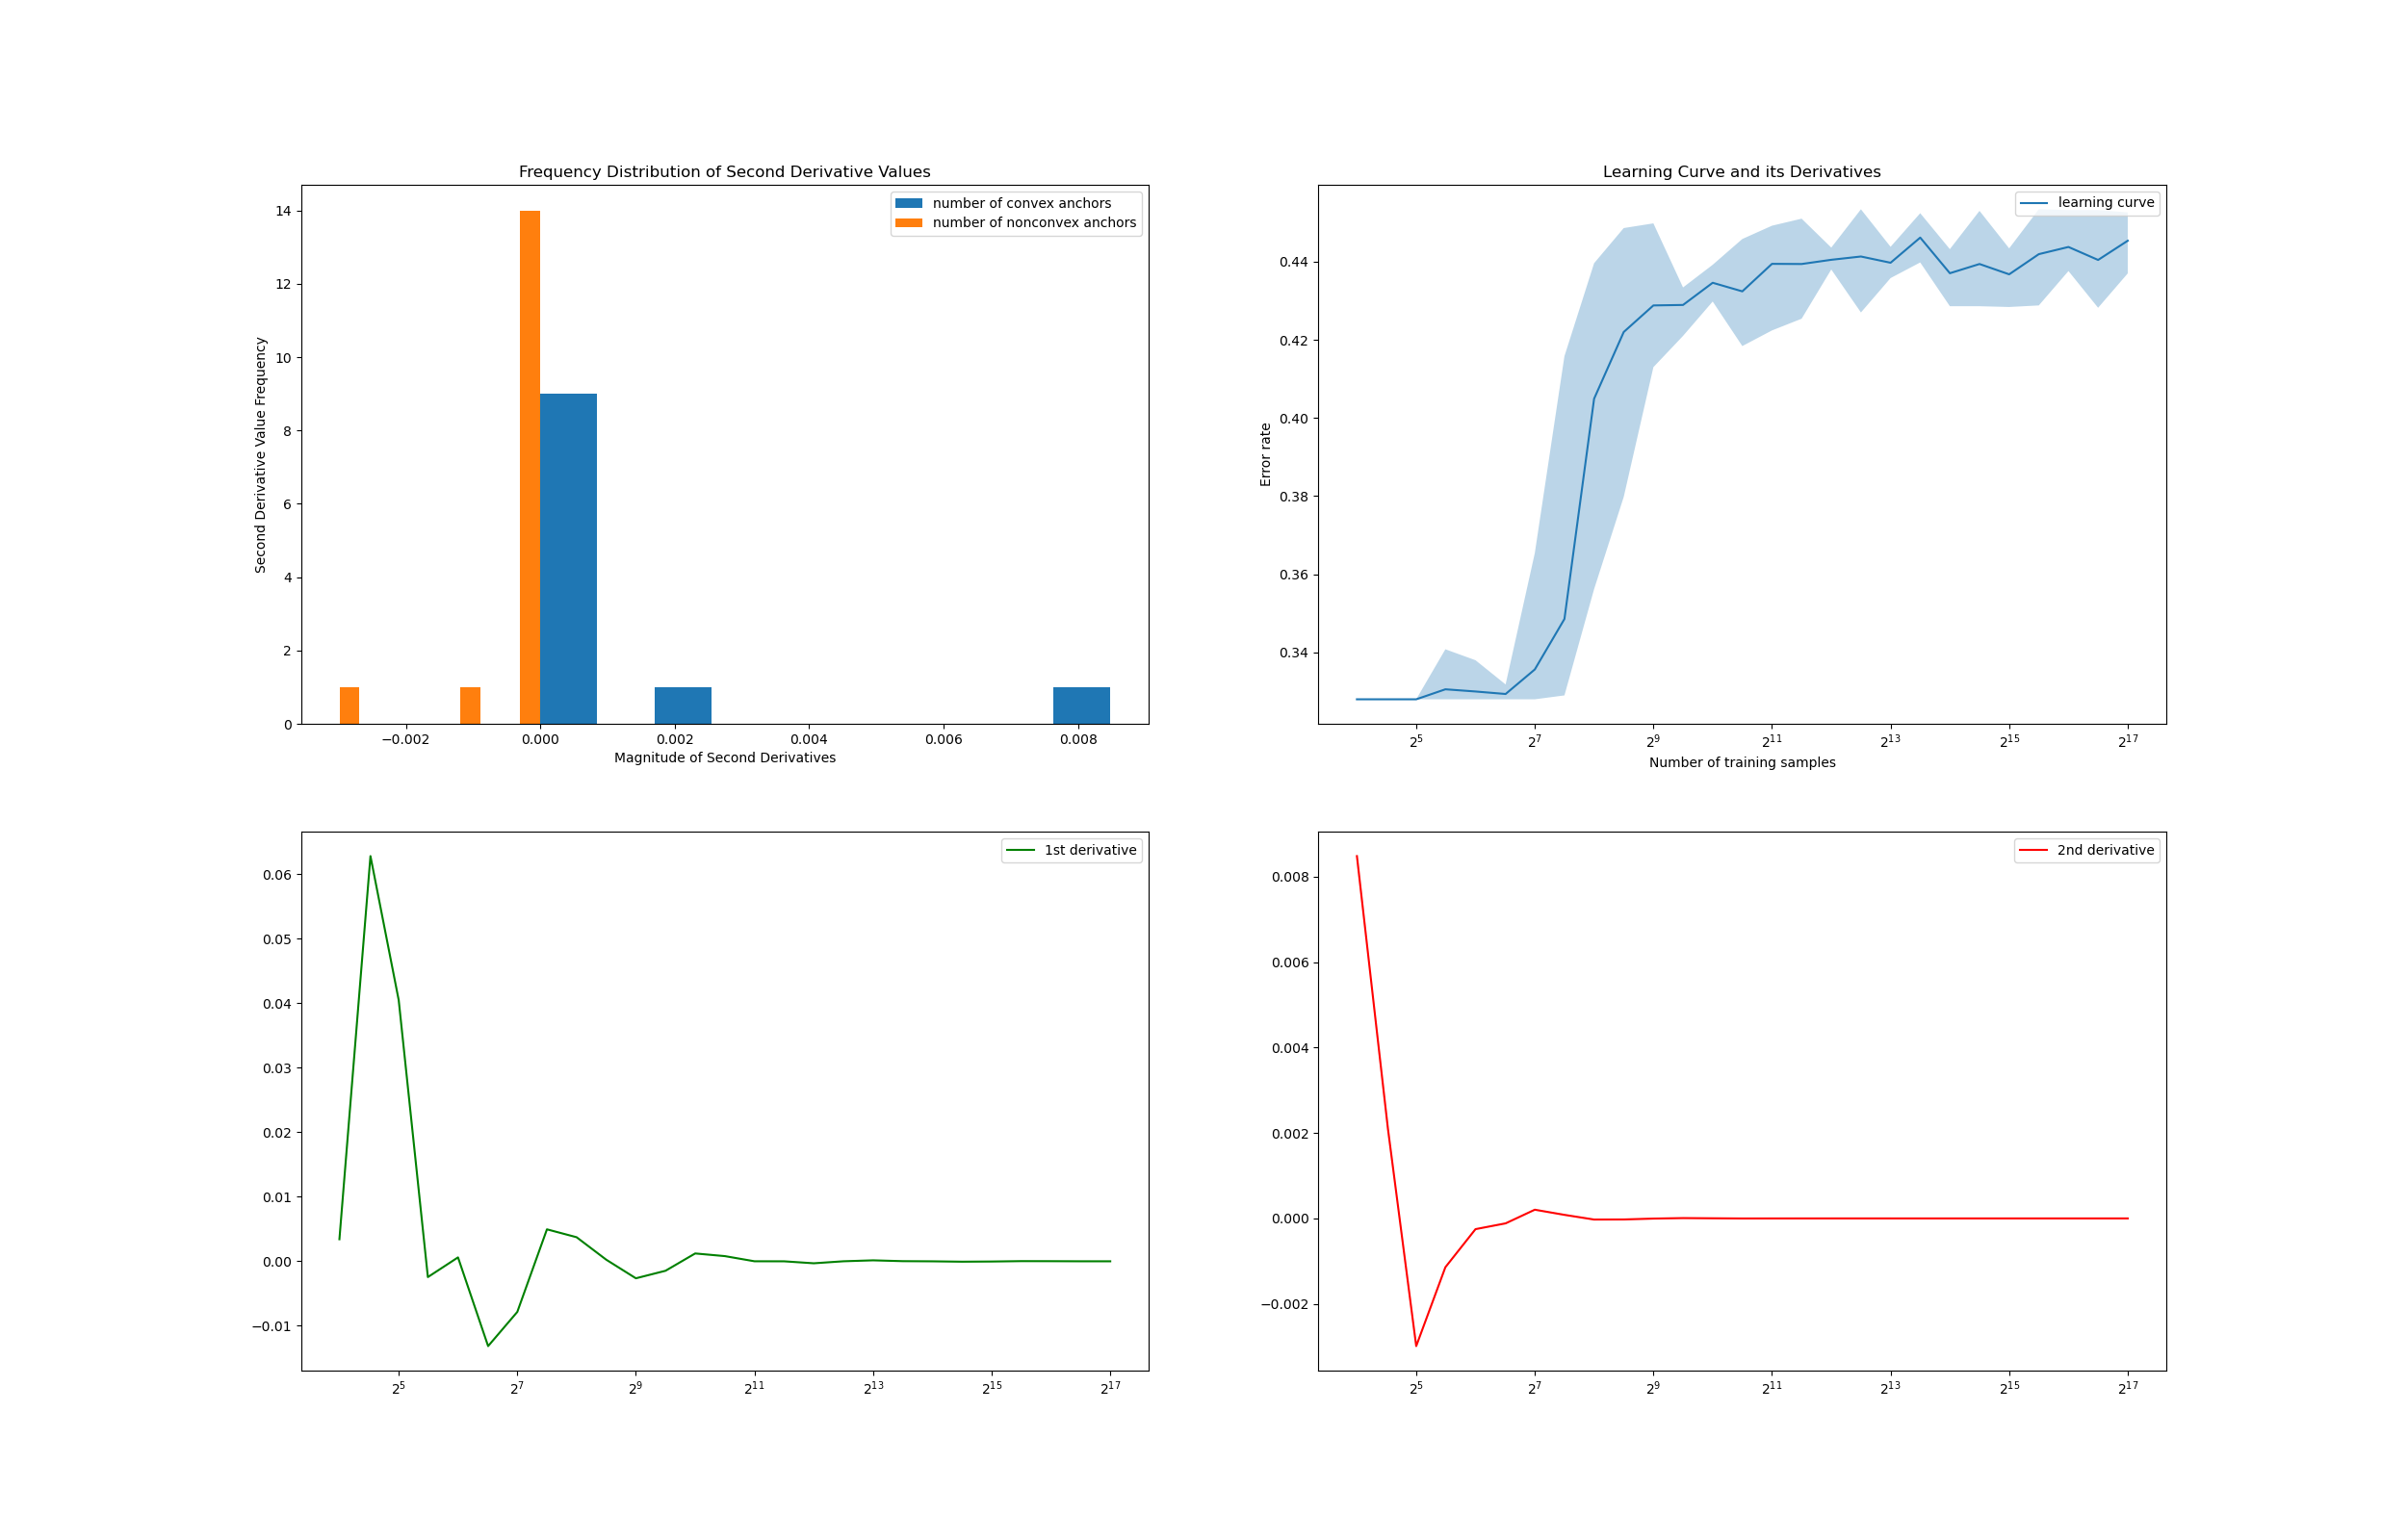 Frequency Distribution of Second Derivative Values
number of convex anchors
number of nonconvex anchors
Second Derivative Value Frequency
14
12
10
8
6
4
2
0
−0.002 0.000 0.002 0.004 0.006 0.008
Magnitude of Second Derivatives
Learning Curve and its Derivatives
learning curve
Error rate
0.44
0.42
0.40
0.38
0.36
0.34
2^5 2^7 2^9 2^11 2^13 2^15 2^17
Number of training samples
1st derivative
0.06
0.05
0.04
0.03
0.02
0.01
0.00
−0.01
2^5 2^7 2^9 2^11 2^13 2^15 2^17
2nd derivative
0.008
0.006
0.004
0.002
0.000
−0.002
2^5 2^7 2^9 2^11 2^13 2^15 2^17